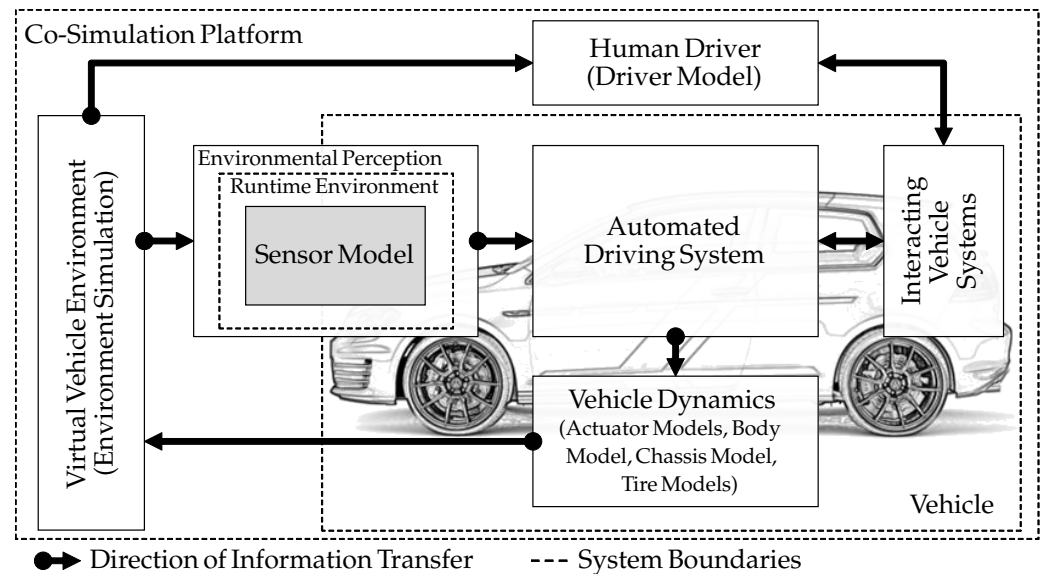 Co-Simulation Platform
Human Driver
(Driver Model)
Virtual Vehicle Environment
(Environment Simulation)
Environmental Perception
Runtime Environment
Sensor Model
Automated
Driving System
Interacting
Vehicle
Systems
Vehicle Dynamics
(Actuator Models, Body
Model, Chassis Model,
Tire Models)
Vehicle
Direction of Information Transfer
System Boundaries